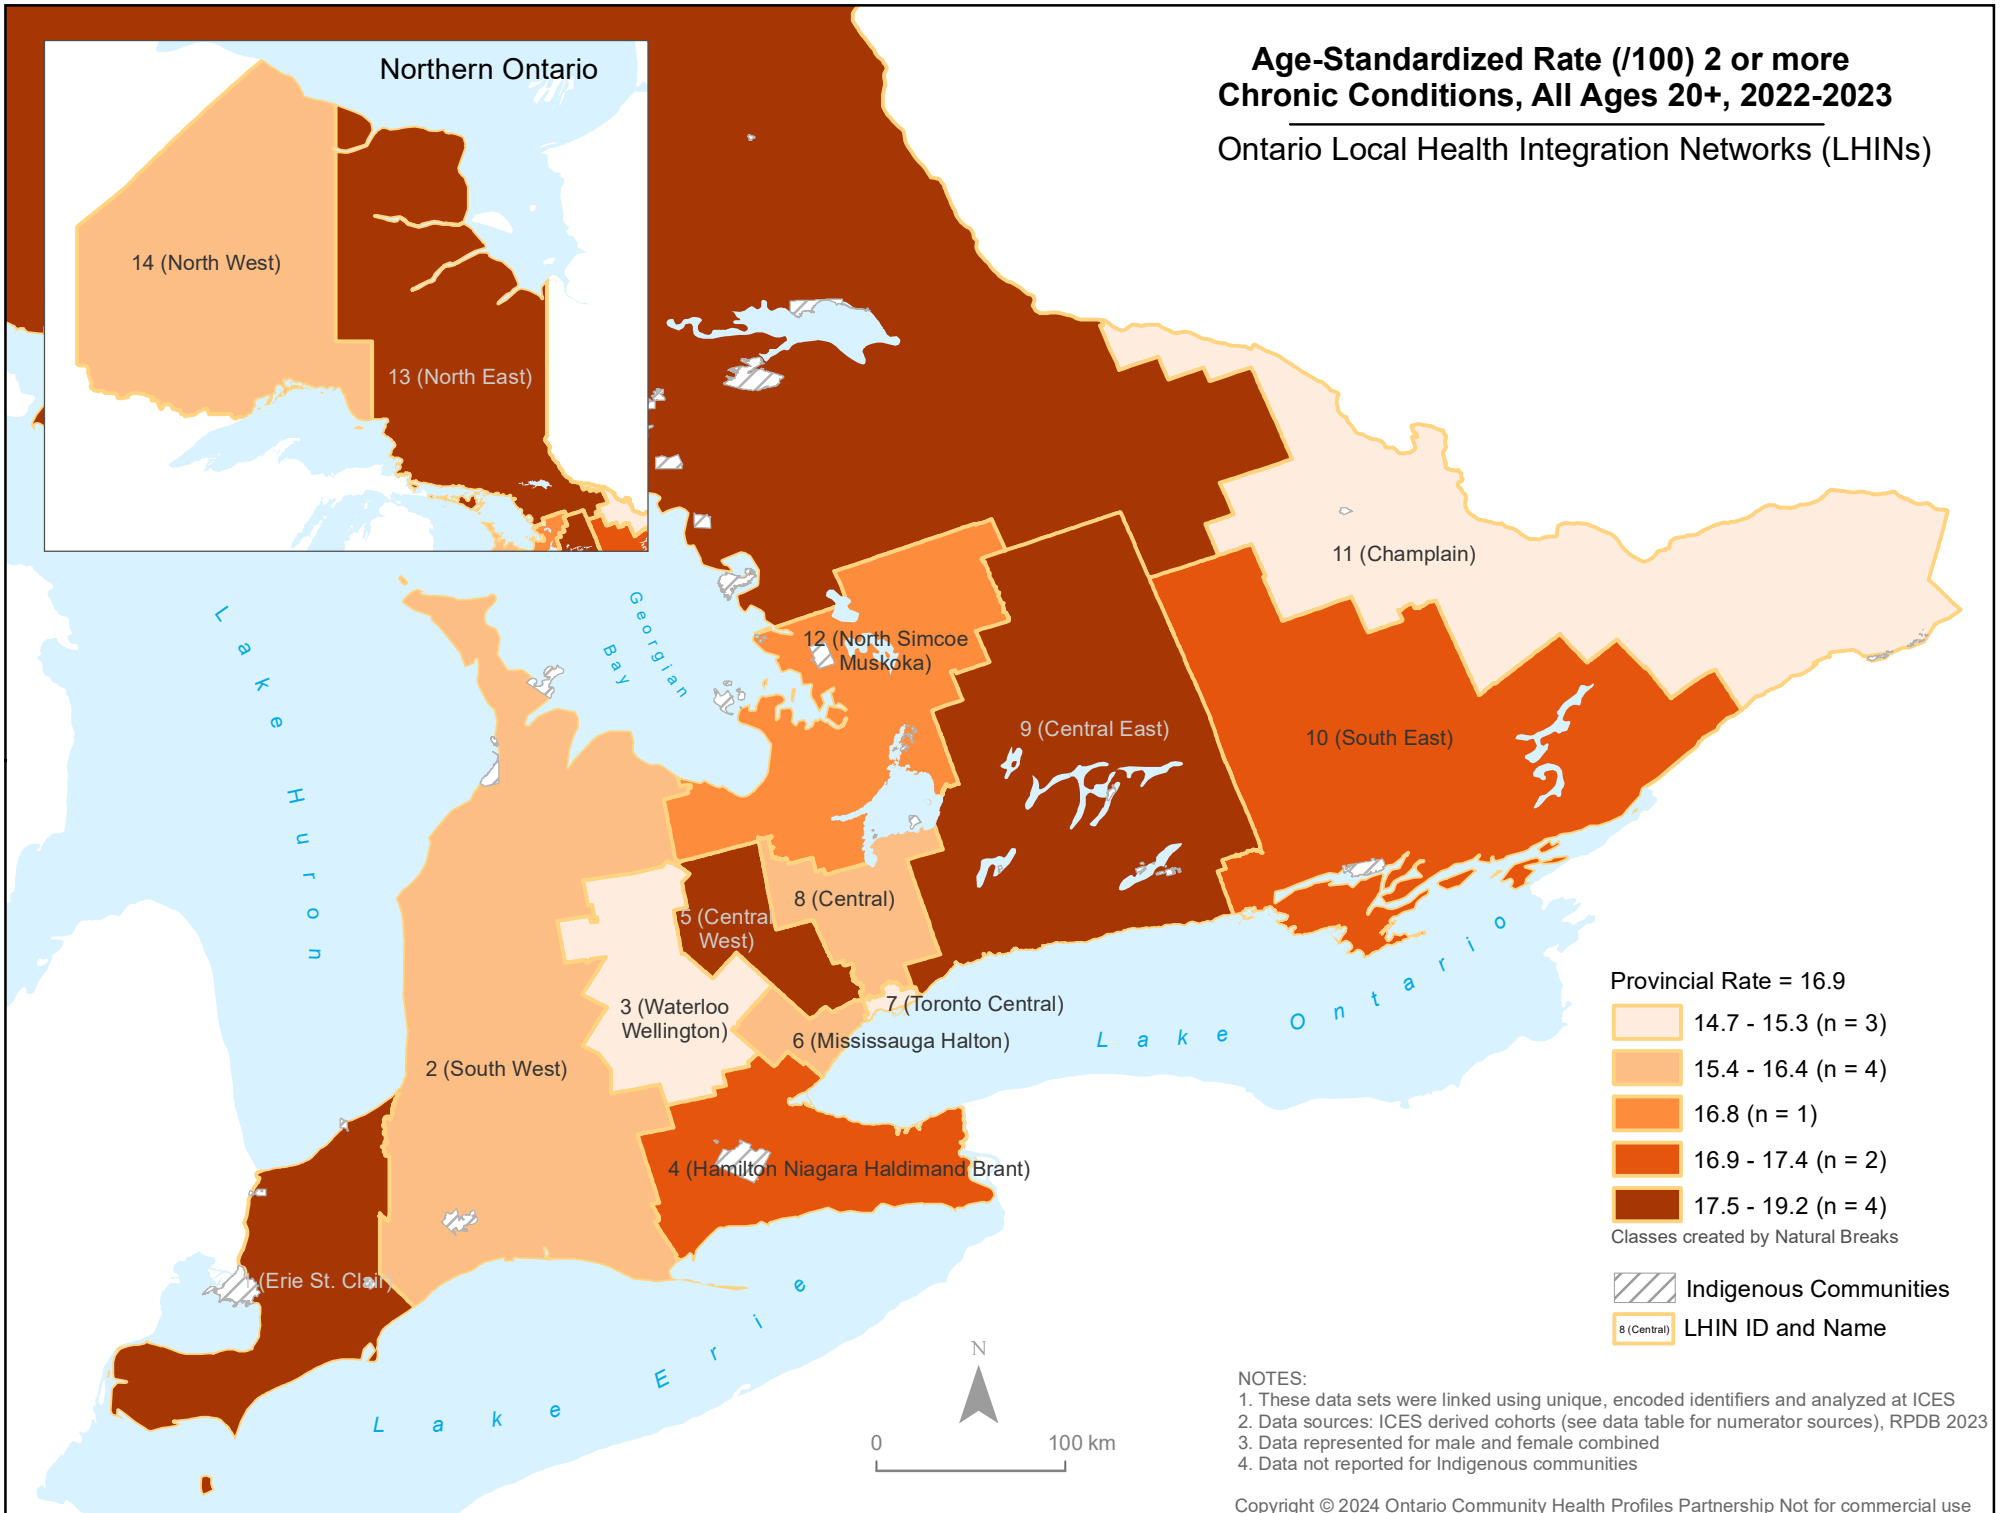 Age-Standardized Rate (/100) 2 or more
Chronic Conditions, All Ages 20+, 2022-2023
Ontario Local Health Integration Networks (LHINs)
Northern Ontario
14 (North West)
13 (North East)
11 (Champlain)
12 (North Simcoe
Muskoka)
Georgian
Bay
Lake Huron
9 (Central East)
10 (South East)
8 (Central)
5 (Central
West)
3 (Waterloo
Wellington)
7 (Toronto Central)
6 (Mississauga Halton)
Lake Ontario
2 (South West)
4 (Hamilton Niagara Haldimand Brant)
(Erie St. Clair)
Lake Erie
Provincial Rate = 16.9
14.7 - 15.3 (n = 3)
15.4 - 16.4 (n = 4)
16.8 (n = 1)
16.9 - 17.4 (n = 2)
17.5 - 19.2 (n = 4)
Classes created by Natural Breaks
Indigenous Communities
8 (Central)
LHIN ID and Name
N
0 100 km
NOTES:
1. These data sets were linked using unique, encoded identifiers and analyzed at ICES
2. Data sources: ICES derived cohorts (see data table for numerator sources), RPDB 2023
3. Data represented for male and female combined
4. Data not reported for Indigenous communities
Copyright © 2024 Ontario Community Health Profiles Partnership Not for commercial use